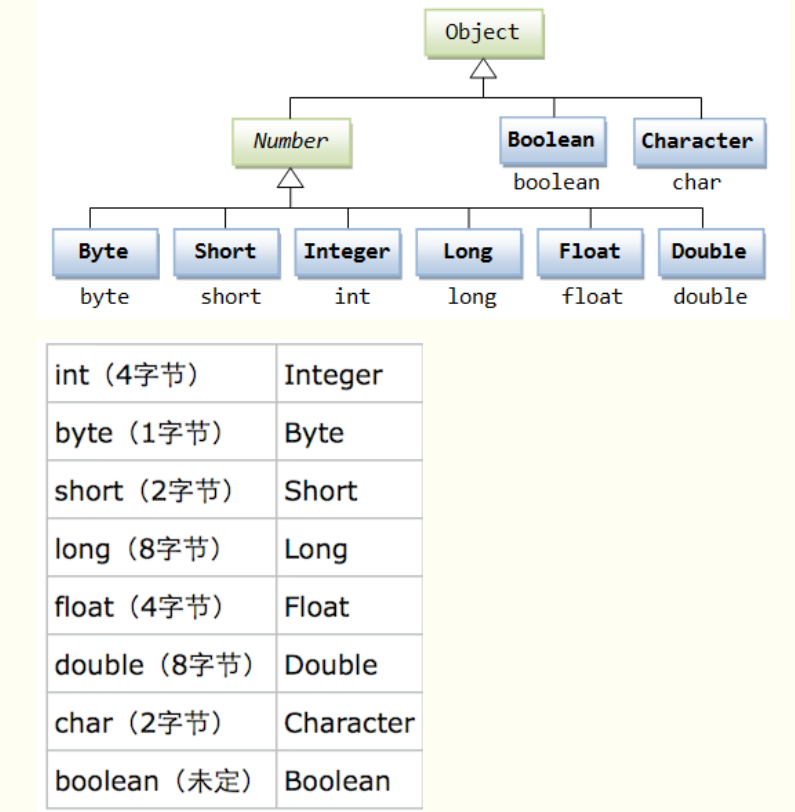 Object
Number Boolean Character
boolean char
Byte Short Integer Long Float Double
byte short int long float double
int（4字节） Integer
byte（1字节） Byte
short（2字节） Short
long（8字节） Long
float（4字节） Float
double（8字节） Double
char（2字节） Character
boolean（未定） Boolean